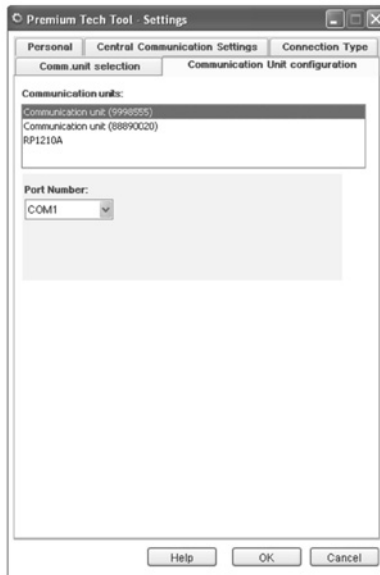 Premium Tech Tool - Settings
Personal
Central Communication Settings
Connection Type
Comm.unit selection
Communication Unit configuration
Communication units:
Communication unit (9998555)
Communication unit (88890020)
RP1210A
Port Number:
COM1
Help
OK
Cancel